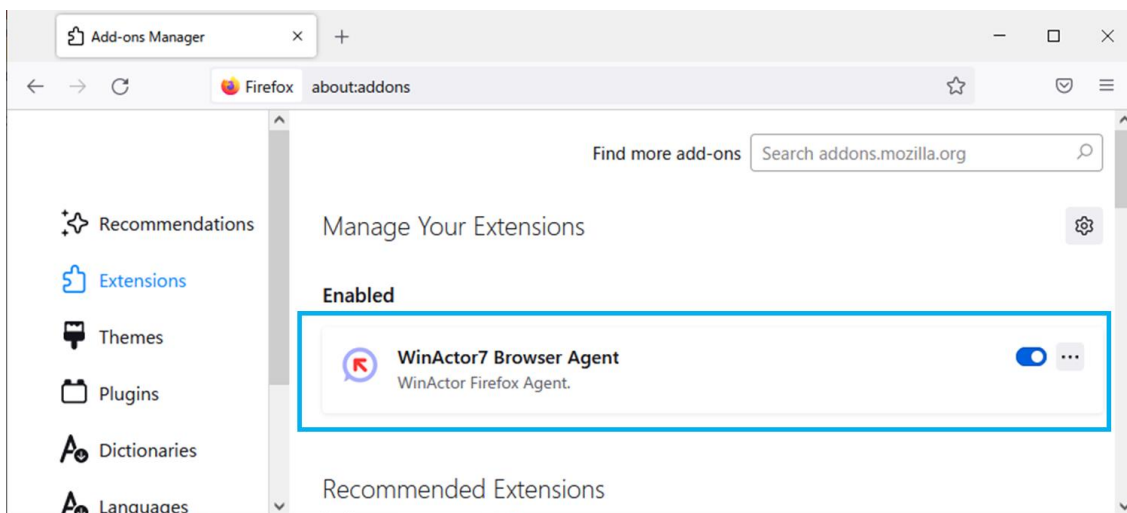 Add-ons Manager
Firefox about:addons
Find more add-ons Search addons.mozilla.org
Recommendations
Extensions
Themes
Plugins
Dictionaries
Languages
Manage Your Extensions
Enabled
WinActor7 Browser Agent
WinActor Firefox Agent.
Recommended Extensions